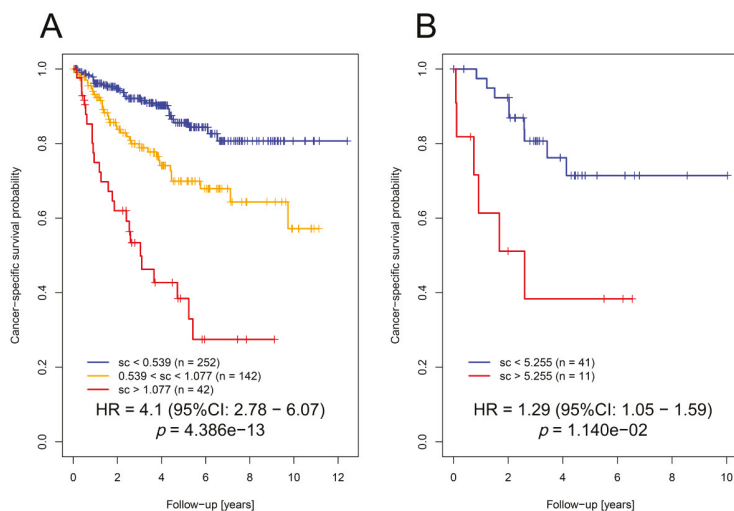 A
B
Cancer−specific survival probability
1.0
0.8
0.6
0.4
0.2
0.0
sc < 0.539 (n = 252)
0.539 < sc < 1.077 (n = 142)
sc > 1.077 (n = 42)
HR = 4.1 (95%CI: 2.78 − 6.07)
p = 4.386e−13
0 2 4 6 8 10 12
Follow−up [years]
Cancer−specific survival probability
1.0
0.8
0.6
0.4
0.2
0.0
sc < 5.255 (n = 41)
sc > 5.255 (n = 11)
HR = 1.29 (95%CI: 1.05 − 1.59)
p = 1.140e−02
0 2 4 6 8 10
Follow−up [years]